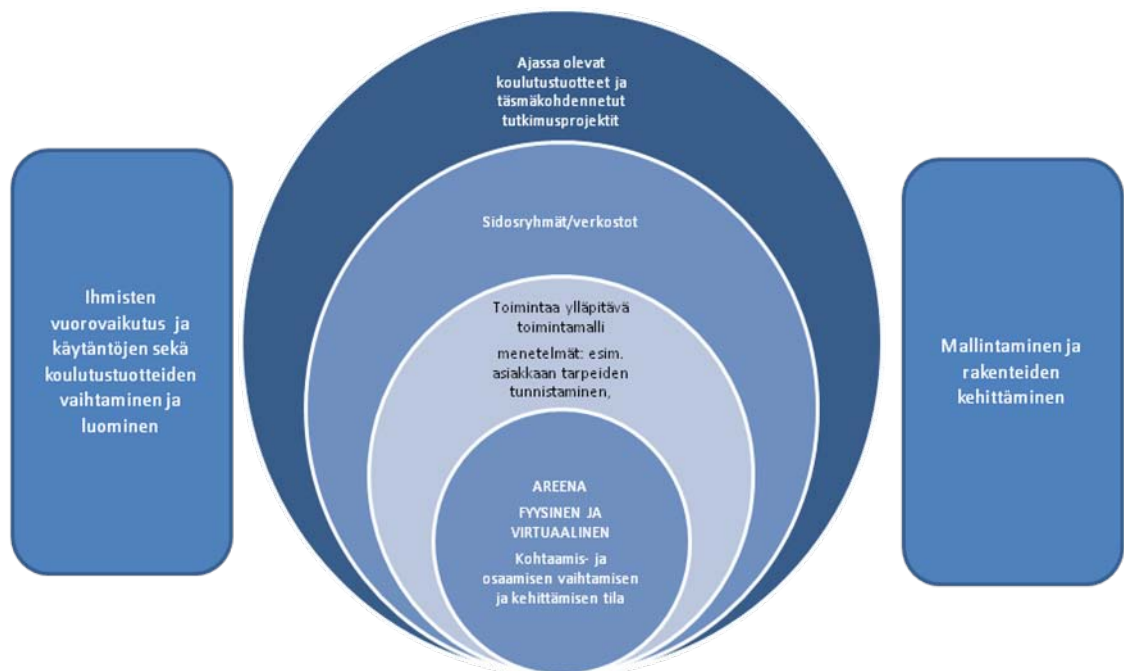 Ajassa olevat
koulutustuotteet ja
täsmäkohdennetut
tutkimusprojektit
Sidosryhmät/verkostot
Toimintaa ylläpitävä
toimintamalli
menetelmät: esim.
asiakkaan tarpeiden
tunnistaminen,
AREENA
FYYSINEN JA
VIRTUAALINEN
Kohtaamis- ja
osaamisen vaihtamisen
ja kehittämisen tila
Ihmisten
vuorovaikutus ja
käytäntöjen sekä
koulutustuotteiden
vaihtaminen ja
luominen
Mallintaminen ja
rakenteiden
kehittäminen